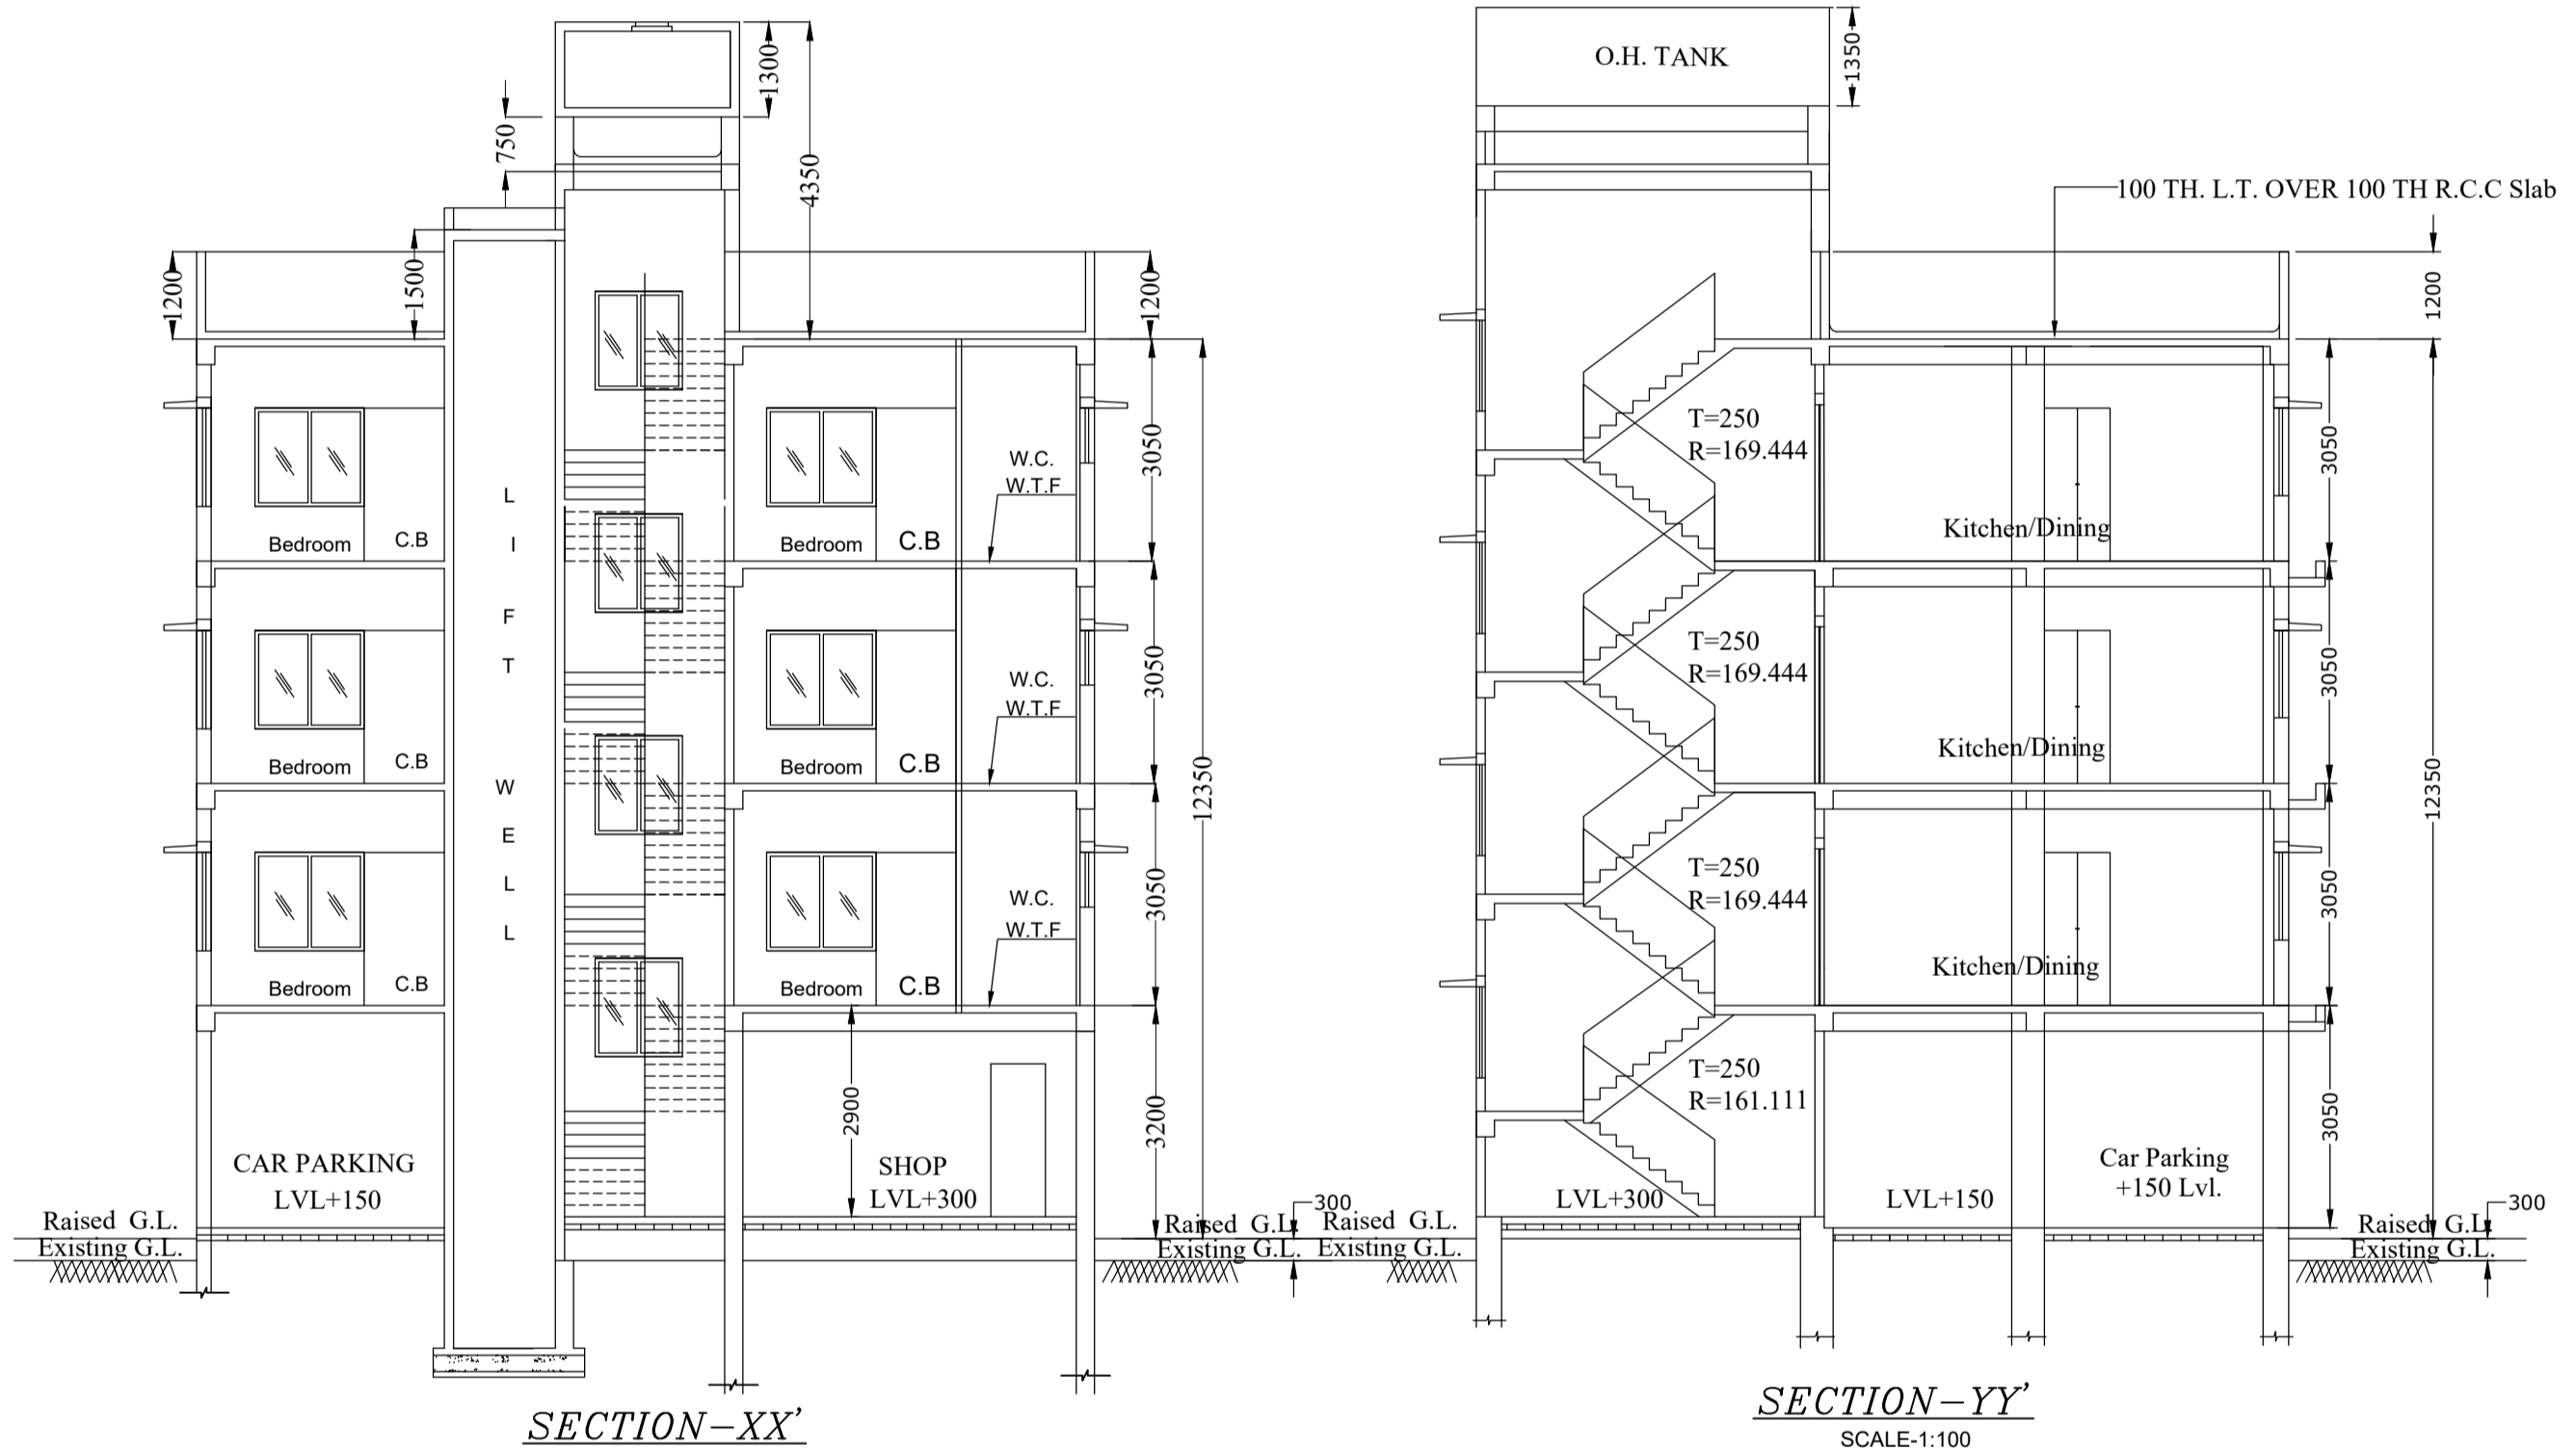 1300
4350
750
1500
1200
1200
3050
3050
3050
3200
12350
2900
300
L
I
F
T
W
E
L
L
Bedroom
C.B
Bedroom
C.B
W.C.
W.T.F
Bedroom
C.B
Bedroom
C.B
W.C.
W.T.F
Bedroom
C.B
Bedroom
C.B
W.C.
W.T.F
CAR PARKING
LVL+150
SHOP
LVL+300
Raised G.L.
Existing G.L.
Raised G.L.
Existing G.L.
SECTION-XX'
O.H. TANK
1350
100 TH. L.T. OVER 100 TH R.C.C Slab
1200
T=250
R=169.444
Kitchen/Dining
3050
T=250
R=169.444
Kitchen/Dining
3050
12350
T=250
R=169.444
Kitchen/Dining
3050
T=250
R=161.111
3050
LVL+300
LVL+150
Car Parking
+150 Lvl.
300
Raised G.L.
Existing G.L.
Raised G.L
Existing G.L.
SECTION-YY'
SCALE-1:100